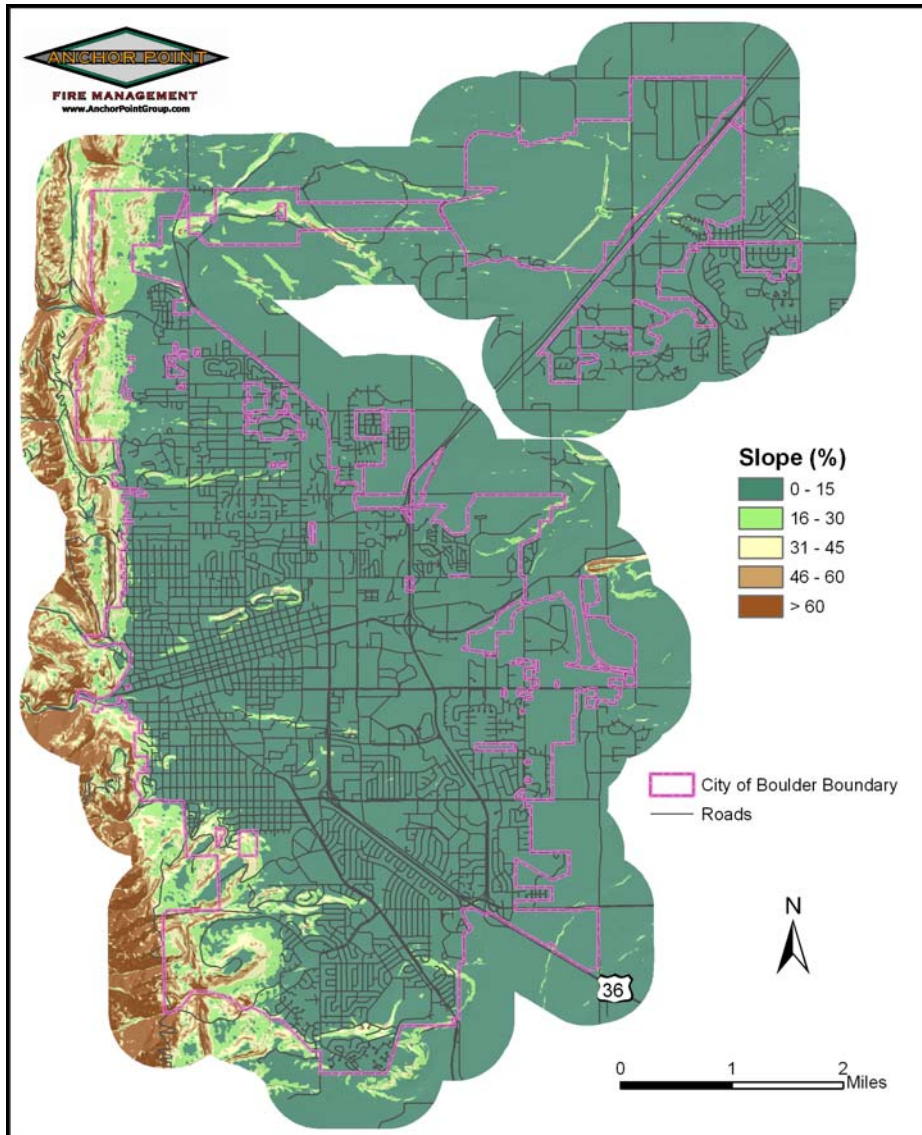 ANCHOR POINT
FIRE MANAGEMENT
www.AnchorPointGroup.com
Slope (%)
0 - 15
16 - 30
31 - 45
46 - 60
> 60
City of Boulder Boundary
Roads
N
36
0 1 2
Miles